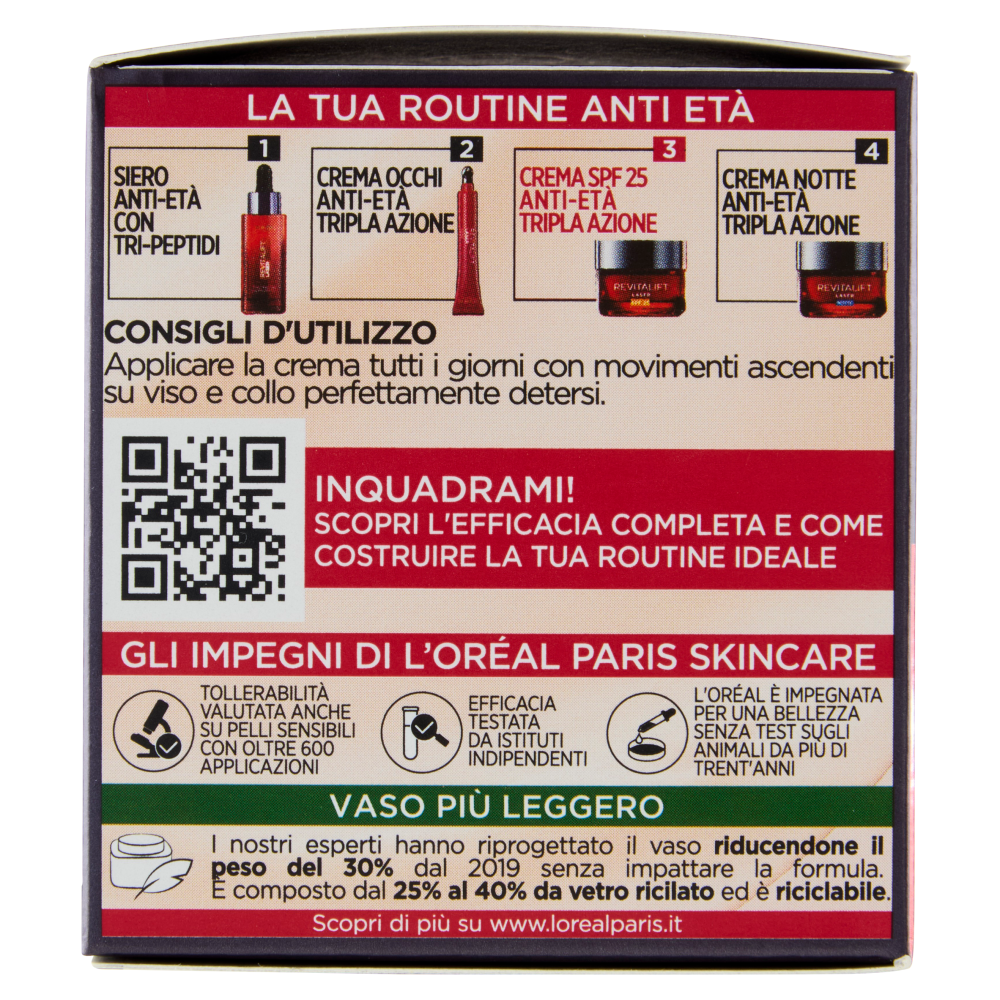 LA TUA ROUTINE ANTI ETÀ
1
SIERO
ANTI-ETÀ
CON
TRI-PEPTIDI
REVITALIFT
2
CREMA OCCHI
ANTI-ETÀ
TRIPLA AZIONE
3
CREMA SPF 25
ANTI-ETÀ
TRIPLA AZIONE
REVITALIFT
LASER
SPF 25
4
CREMA NOTTE
ANTI-ETÀ
TRIPLA AZIONE
REVITALIFT
LASER
NOTTE
CONSIGLI D'UTILIZZO
Applicare la crema tutti i giorni con movimenti ascendenti
su viso e collo perfettamente detersi.
INQUADRAMI!
SCOPRI L'EFFICACIA COMPLETA E COME
COSTRUIRE LA TUA ROUTINE IDEALE
GLI IMPEGNI DI L'ORÉAL PARIS SKINCARE
TOLLERABILITÀ
VALUTATA ANCHE
SU PELLI SENSIBILI
CON OLTRE 600
APPLICAZIONI
EFFICACIA
TESTATA
DA ISTITUTI
INDIPENDENTI
L'ORÉAL È IMPEGNATA
PER UNA BELLEZZA
SENZA TEST SUGLI
ANIMALI DA PIÙ DI
TRENT'ANNI
VASO PIÙ LEGGERO
I nostri esperti hanno riprogettato il vaso riducendone il
peso del 30% dal 2019 senza impattare la formula.
È composto dal 25% al 40% da vetro ricilato ed è riciclabile.
Scopri di più su www.lorealparis.it